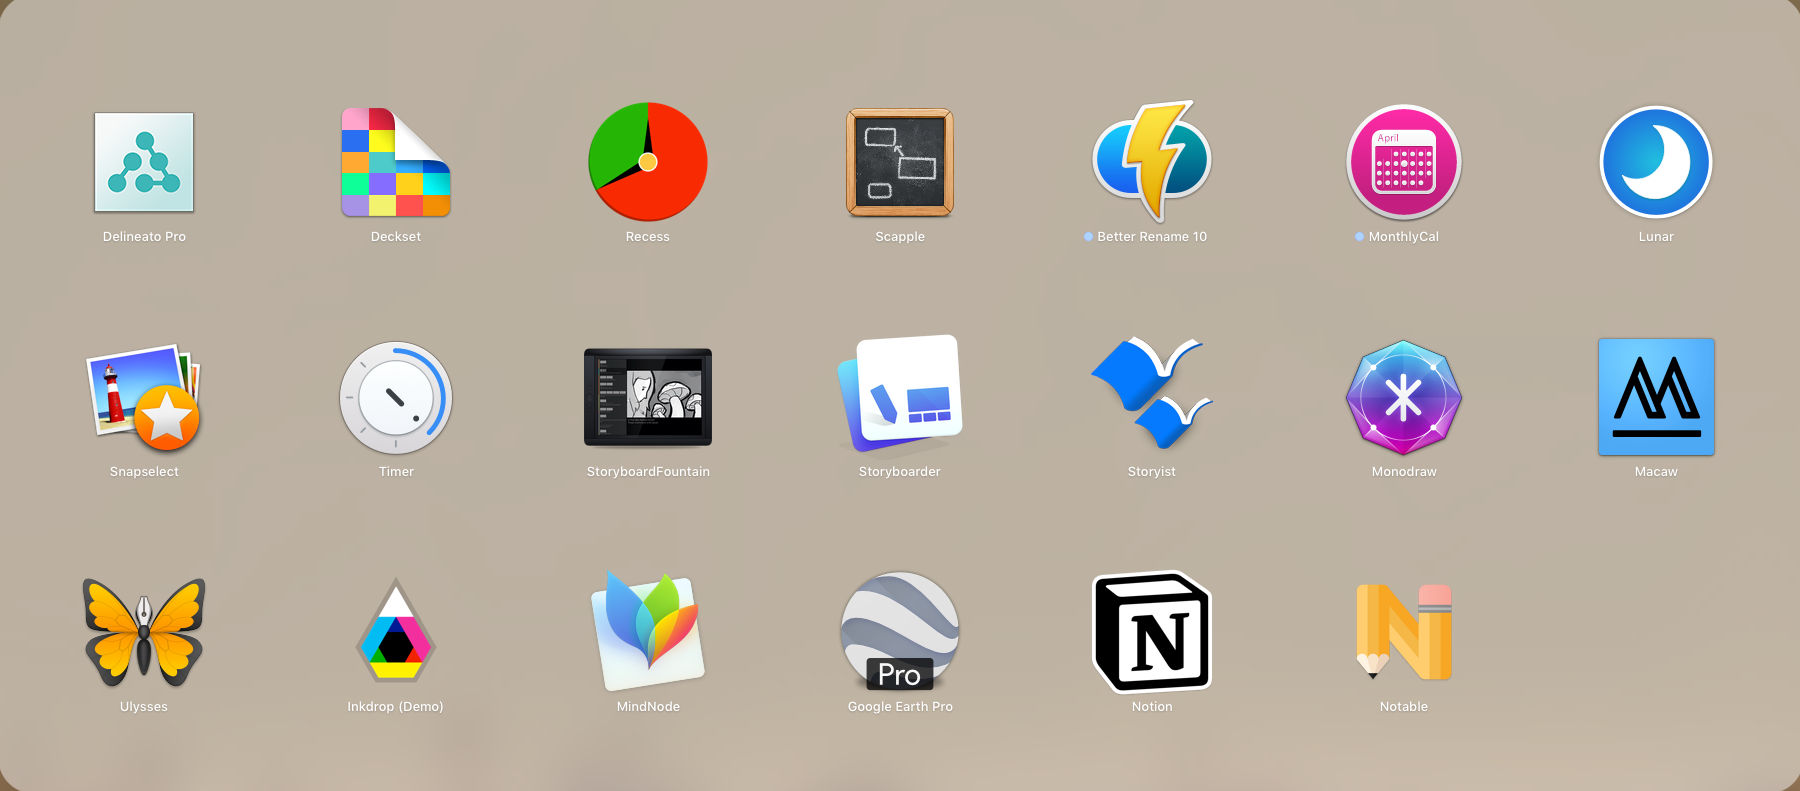 April
Delineato Pro
Deckset
Recess
Scapple
Better Rename 10
MonthlyCal
Lunar
Snapselect
Timer
StoryboardFountain
Storyboarder
Storyist
Monodraw
Macaw
Pro
N
Ulysses
Inkdrop (Demo)
MindNode
Google Earth Pro
Notion
Notable